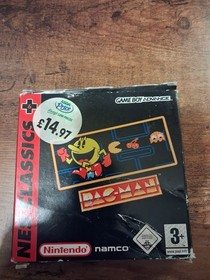 NES CLASSICS
GAME BOY ADVANCE
£14.97
PAC-MAN
Nintendo
namco
3+